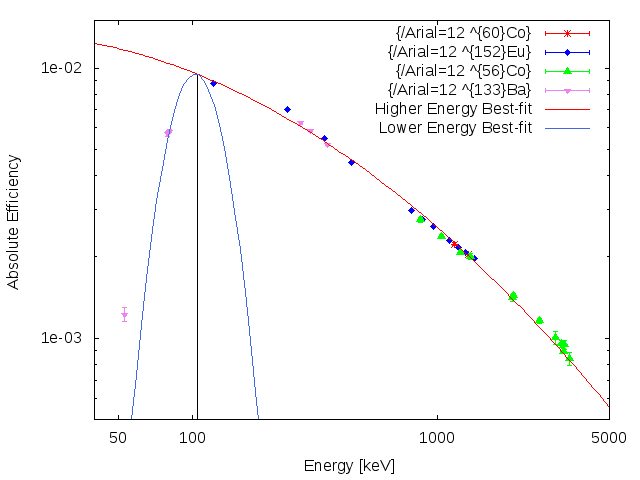 {/Arial=12 ^{60}Co}
{/Arial=12 ^{152}Eu}
{/Arial=12 ^{56}Co}
{/Arial=12 ^{133}Ba}
Higher Energy Best-fit
Lower Energy Best-fit
1e-02
1e-03
Absolute Efficiency
50 100 1000 5000
Energy [keV]